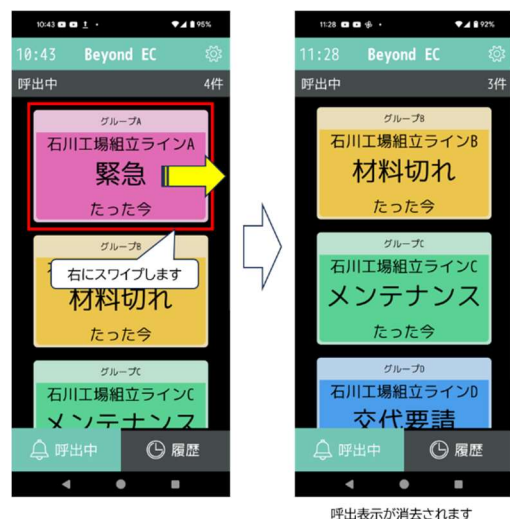 10:43
95%
10:43 Beyond EC
呼出中 4件
グループA
石川工場組立ラインA
緊急
たった今
右にスワイプします
グループB
材料切れ
たった今
グループC
石川工場組立ラインC
メンテナンス
呼出中 履歴
11:28
92%
11:28 Beyond EC
呼出中 3件
グループB
石川工場組立ラインB
材料切れ
たった今
グループC
石川工場組立ラインC
メンテナンス
たった今
グループD
石川工場組立ラインD
交代要請
呼出中 履歴
呼出表示が消去されます